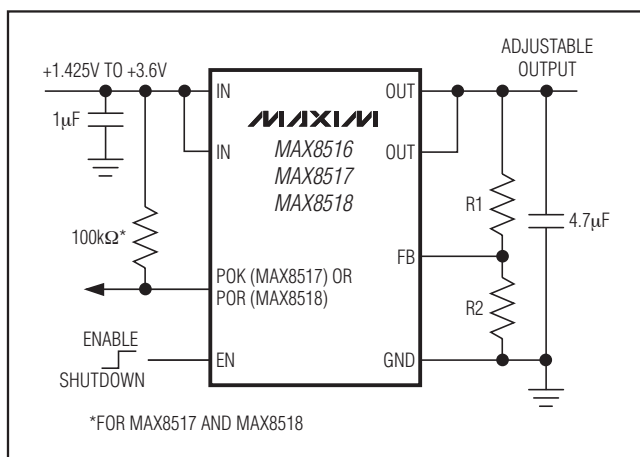 ADJUSTABLE
OUTPUT
+1.425V TO +3.6V
IN
OUT
1μF
MAXIM
IN
MAX8516
OUT
MAX8517
MAX8518
R1
4.7μF
100kΩ*
FB
POK (MAX8517) OR
POR (MAX8518)
R2
ENABLE
SHUTDOWN
EN
GND
*FOR MAX8517 AND MAX8518